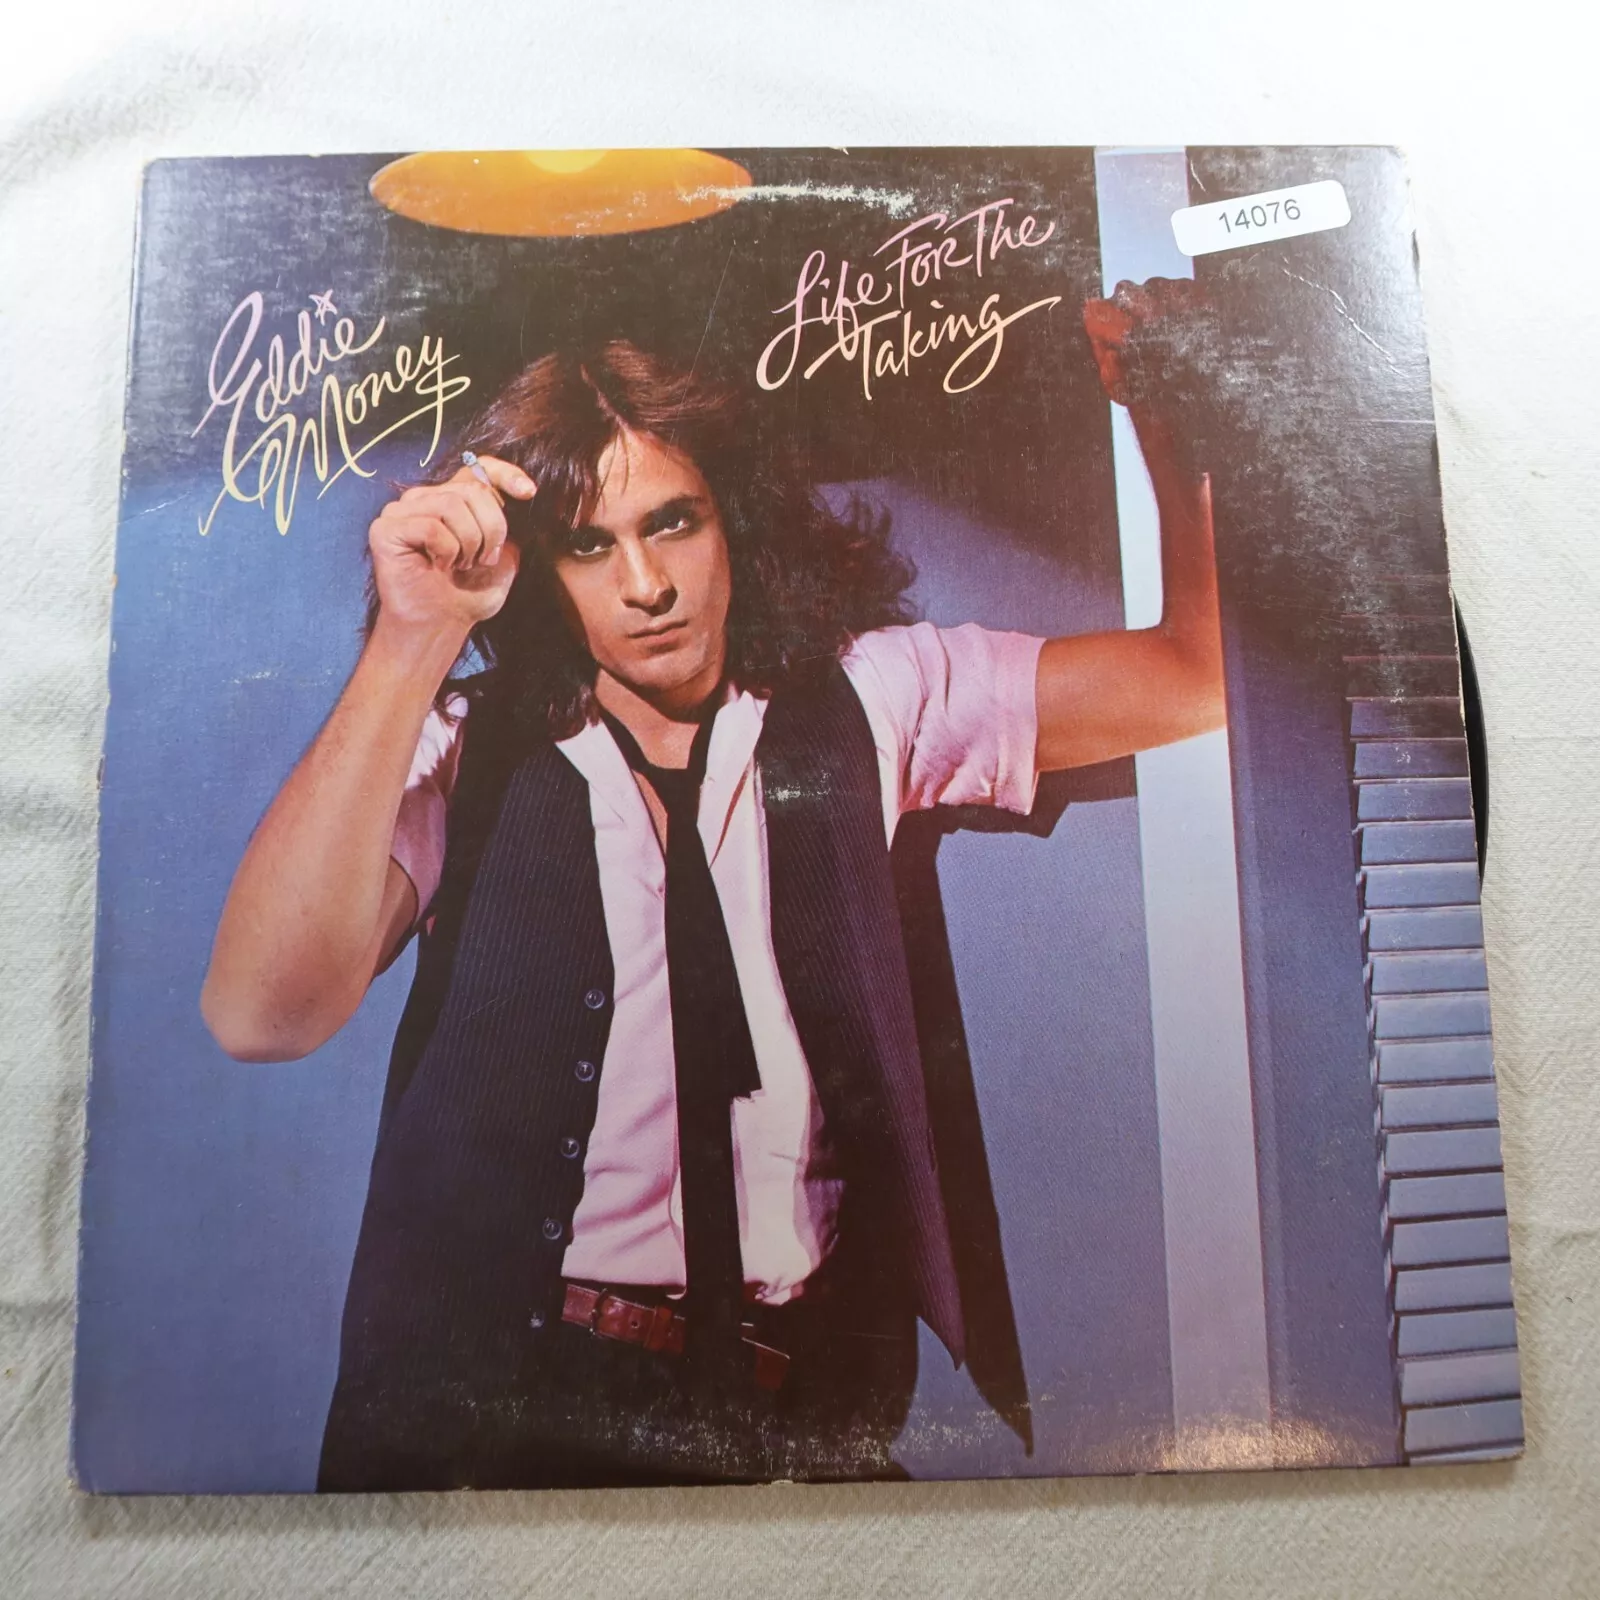 Eddie
Money
Life For The
Taking
14076